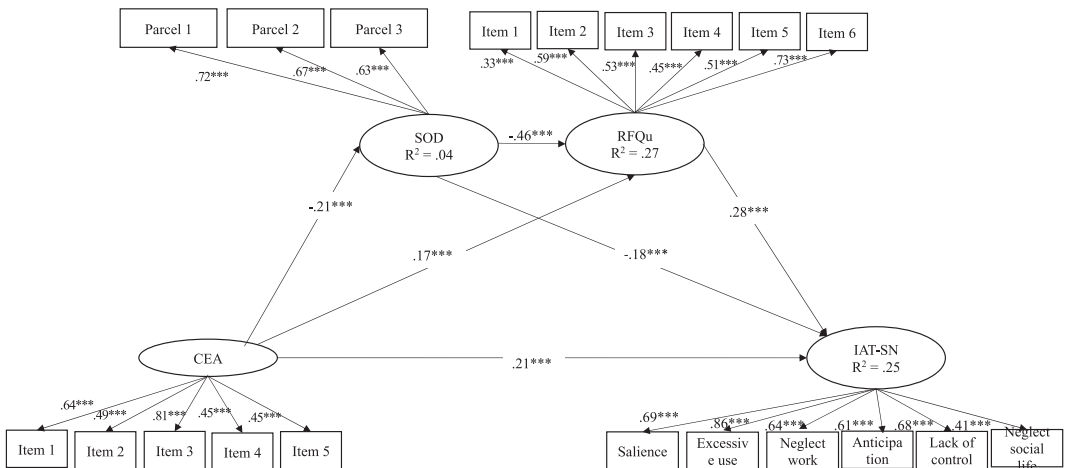 Parcel 1
Parcel 2
Parcel 3
Item 1
Item 2
Item 3
Item 4
Item 5
Item 6
.72***
.67***
.63***
.33***
.59***
.53***
.45***
.51***
.73***
SOD
R² = .04
-.46***
RFQu
R² = .27
-.21***
.17***
.28***
-.18***
CEA
.21***
IAT-SN
R² = .25
.64***
.49***
.81***
.45***
.45***
.69***
.86***
.64***
.61***
.68***
.41***
Item 1
Item 2
Item 3
Item 4
Item 5
Salience
Excessiv
e use
Neglect
work
Anticipa
tion
Lack of
control
Neglect
social
life